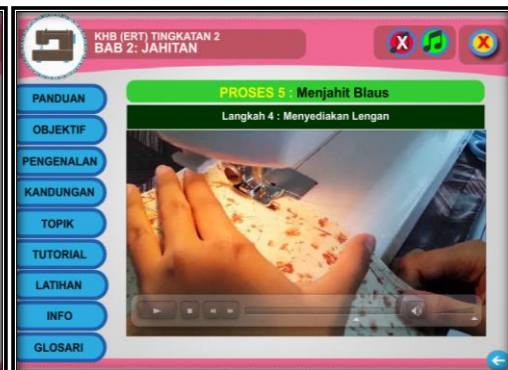 KHB (ERT) TINGKATAN 2
BAB 2: JAHITAN
X
X
PANDUAN
OBJEKTIF
PENGENALAN
KANDUNGAN
TOPIK
TUTORIAL
LATIHAN
INFO
GLOSARI
PROSES 5 : Menjahit Blaus
Langkah 4 : Menyediakan Lengan